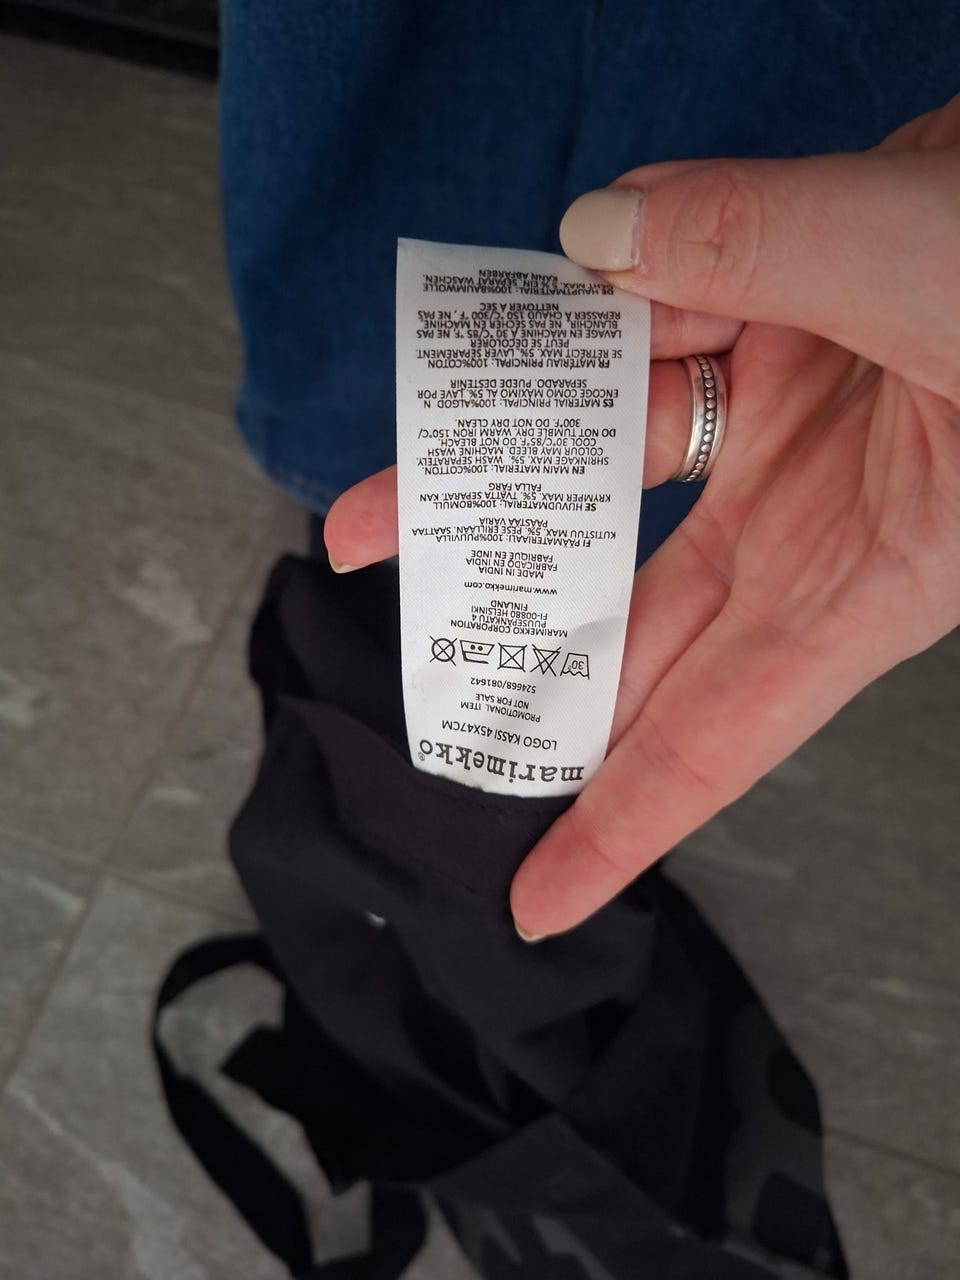 marimekko®
LOGO KASSI 45X47CM
PROMOTIONAL ITEM
NOT FOR SALE
524668/081642
30°
MARIMEKKO CORPORATION
PUUSEPÄNKATU 4
FI-00880 HELSINKI
FINLAND
www.marimekko.com
MADE IN INDIA
FABRICADO EN INDIA
FABRIQUE EN INDE
FI PÄÄMATERIAALI: 100%PUUVILLA
KUTISTUU MAX. 5%. PESE ERILLÄÄN. SAATTAA
PÄÄSTÄÄ VÄRIÄ
SE HUVUDMATERIAL: 100%BOMULL
KRYMPER MAX. 5%. TVÄTTA SEPARAT. KAN
FÄLLA FÄRG
EN MAIN MATERIAL: 100%COTTON.
SHRINKAGE MAX. 5%. WASH SEPARATELY.
COLOUR MAY BLEED. MACHINE WASH
COOL 30°C/85°F. DO NOT BLEACH.
DO NOT TUMBLE DRY. WARM IRON 150°C/
300°F. DO NOT DRY CLEAN.
ES MATERIAL PRINCIPAL: 100%ALGOD N
ENCOGE COMO MÁXIMO AL 5%. LAVE POR
SEPARADO. PUEDE DESTEÑIR
FR MATÉRIAU PRINCIPAL: 100%COTON
SE RÉTRÉCIT MAX. 5%. LAVER SÉPARÉMENT.
PEUT SE DÉCOLORER
LAVAGE EN MACHINE À 30°C/85°F. NE PAS
BLANCHIR. NE PAS SÉCHER EN MACHINE
REPASSER À CHAUD 150°C/300°F. NE PAS
NETTOYER À SEC
DE HAUPTMATERIAL: 100%BAUMWOLLE
GEHT MAX. 5% EIN. SEPARAT WASCHEN.
KANN ABFÄRBEN